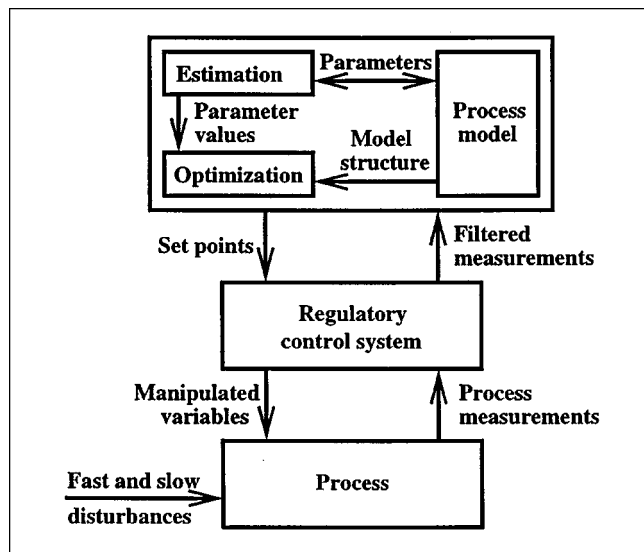 Estimation
Parameters
Process
model
Parameter
values
Model
structure
Optimization
Set points
Filtered
measurements
Regulatory
control system
Manipulated
variables
Process
measurements
Fast and slow
disturbances
Process